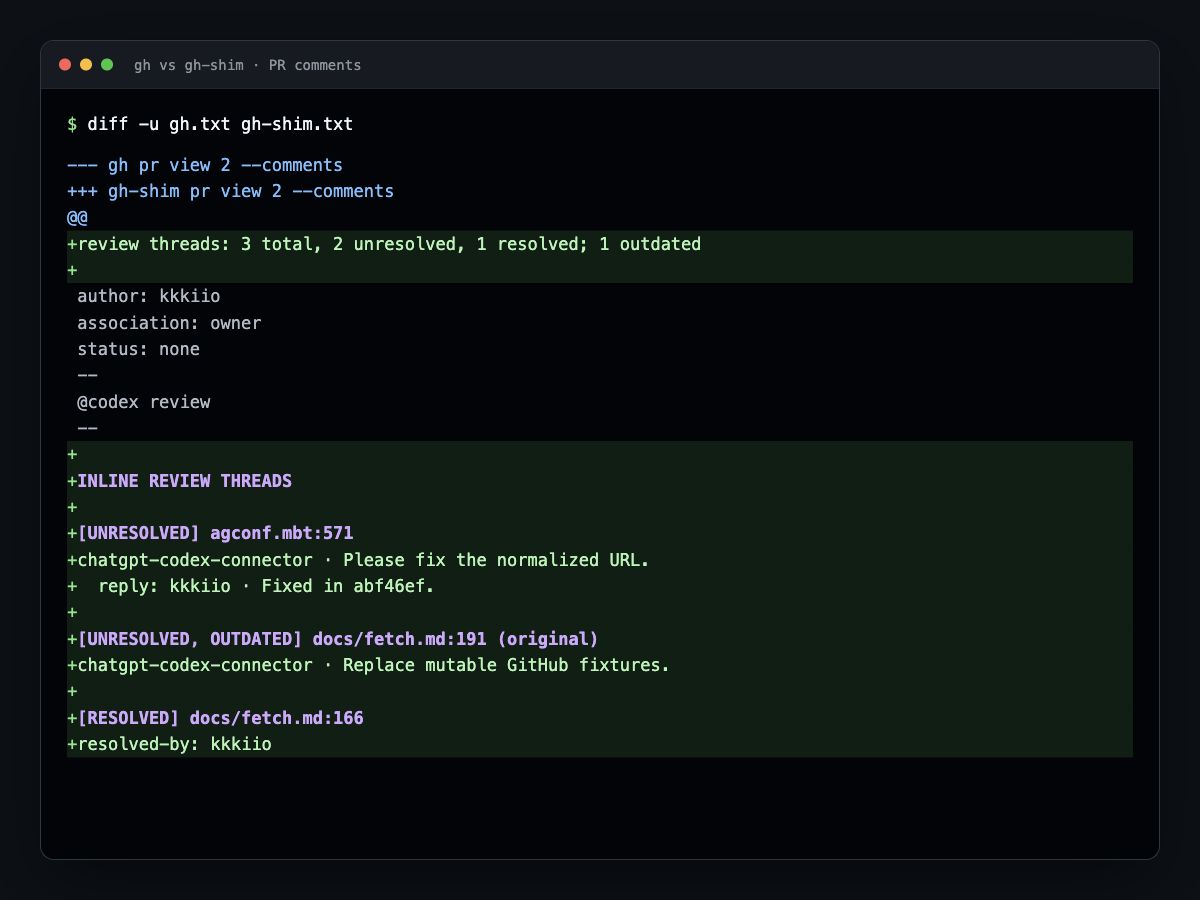 gh vs gh-shim · PR comments
$ diff -u gh.txt gh-shim.txt
--- gh pr view 2 --comments
+++ gh-shim pr view 2 --comments
@@
+review threads: 3 total, 2 unresolved, 1 resolved; 1 outdated
+
 author: kkkiio
 association: owner
 status: none
 --
 @codex review
 --
+
+INLINE REVIEW THREADS
+
+[UNRESOLVED] agconf.mbt:571
+chatgpt-codex-connector · Please fix the normalized URL.
+  reply: kkkiio · Fixed in abf46ef.
+
+[UNRESOLVED, OUTDATED] docs/fetch.md:191 (original)
+chatgpt-codex-connector · Replace mutable GitHub fixtures.
+
+[RESOLVED] docs/fetch.md:166
+resolved-by: kkkiio